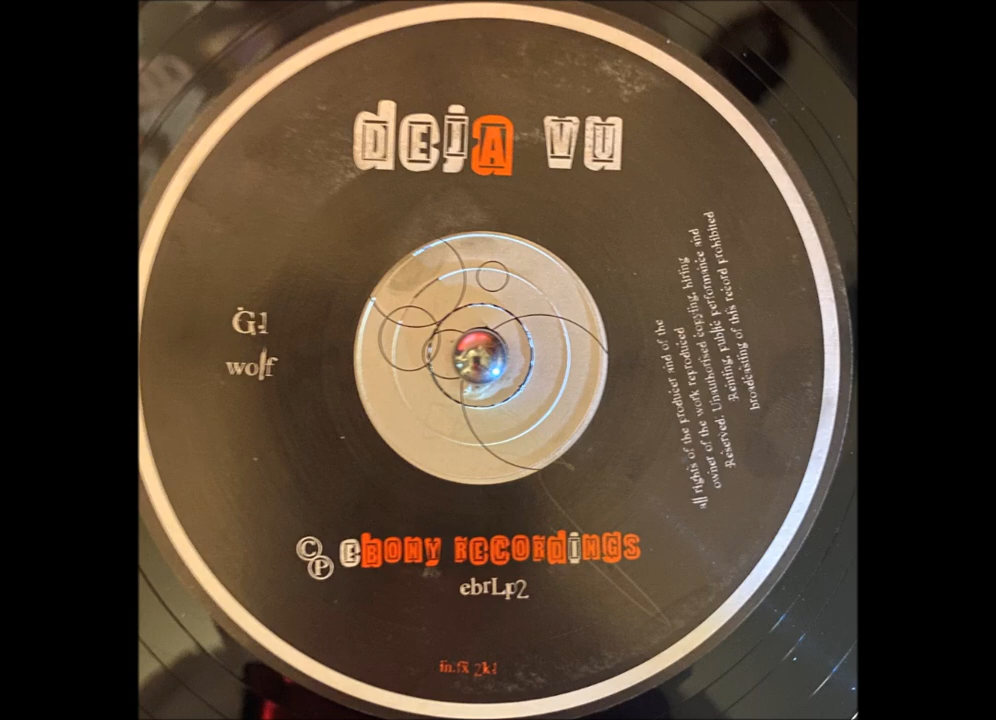 DEJA VU
G1
wolf
all rights of the Producer and of the
owner of the work reproduced
Reserved. Unauthorised copying, hiring
Renting, Public Performance and
broadcasting of this record Prohibited
© ℗ EBONY RECORDINGS
ebrLp2
in.fx 2k1